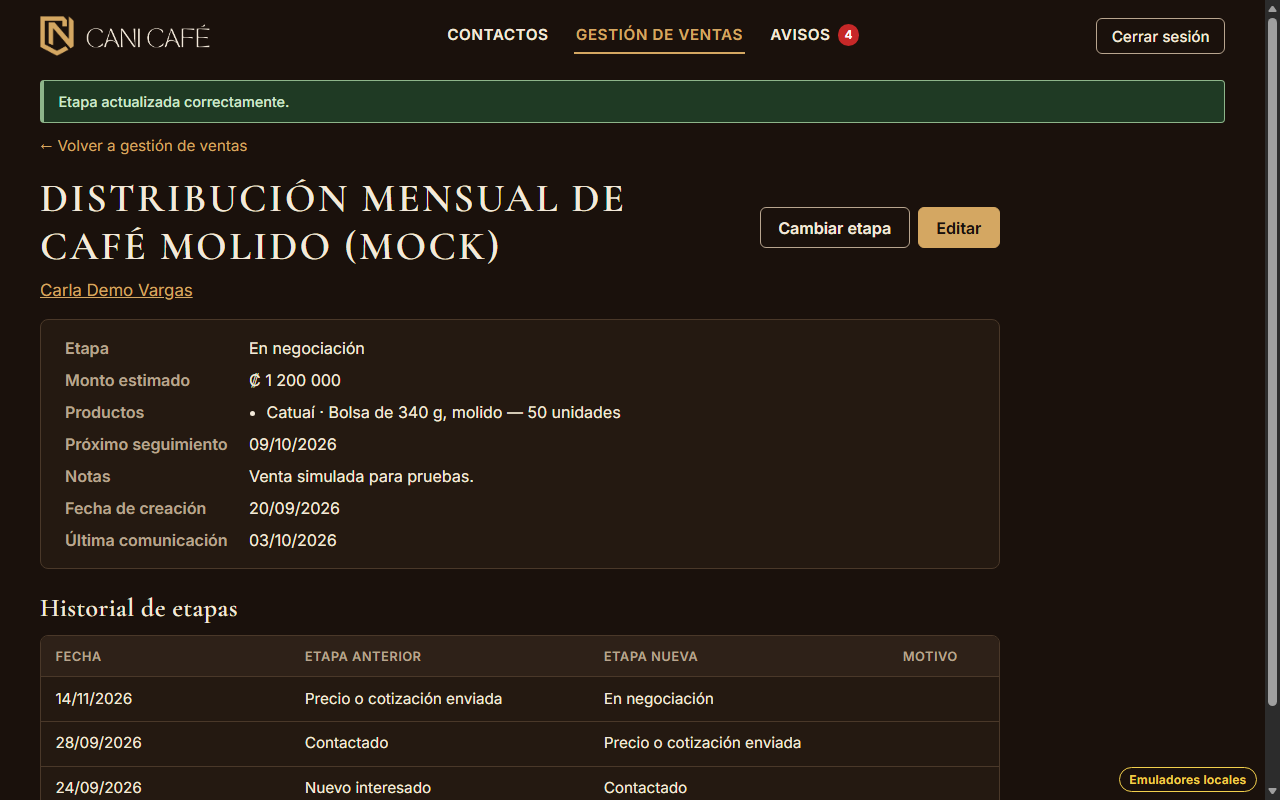 CANI CAFÉ
CONTACTOS
GESTIÓN DE VENTAS
AVISOS 4
Cerrar sesión
Etapa actualizada correctamente.
← Volver a gestión de ventas
DISTRIBUCIÓN MENSUAL DE
CAFÉ MOLIDO (MOCK)
Cambiar etapa
Editar
Carla Demo Vargas
Etapa En negociación
Monto estimado ₡ 1 200 000
Productos • Catuaí · Bolsa de 340 g, molido — 50 unidades
Próximo seguimiento 09/10/2026
Notas Venta simulada para pruebas.
Fecha de creación 20/09/2026
Última comunicación 03/10/2026
Historial de etapas
FECHA ETAPA ANTERIOR ETAPA NUEVA MOTIVO
14/11/2026 Precio o cotización enviada En negociación
28/09/2026 Contactado Precio o cotización enviada
24/09/2026 Nuevo interesado Contactado
Emuladores locales